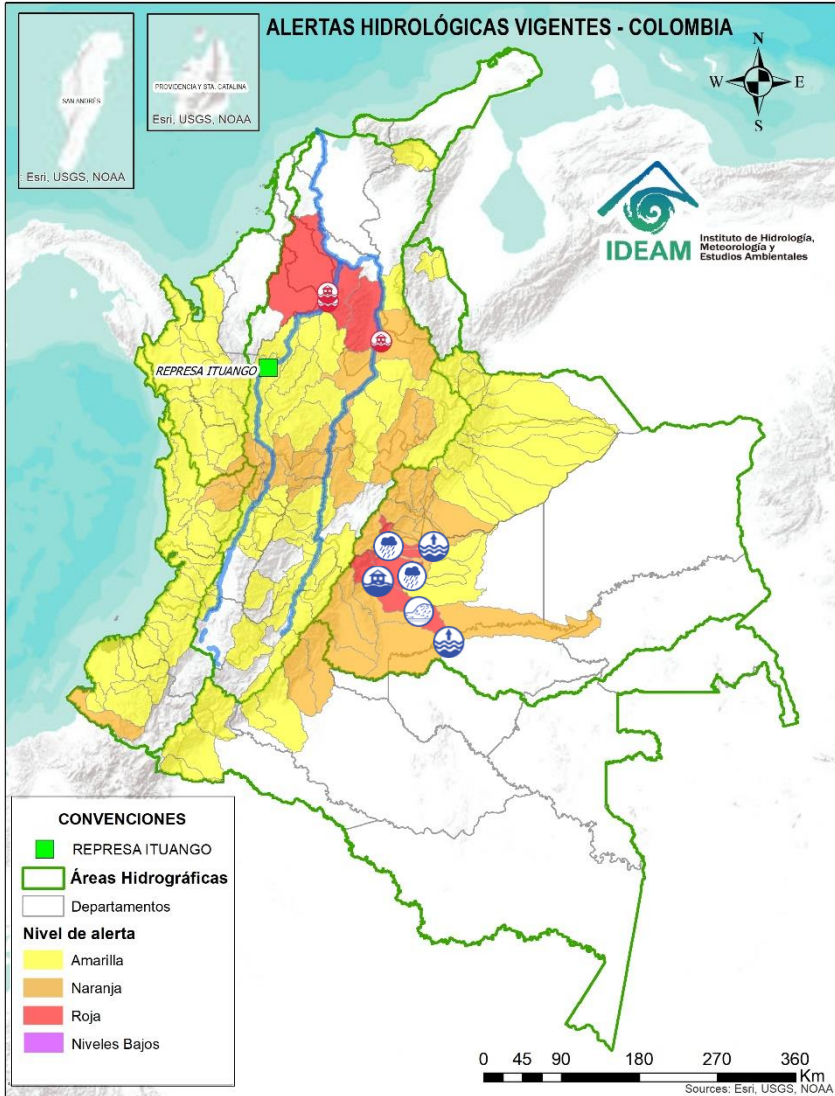 ALERTAS HIDROLÓGICAS VIGENTES - COLOMBIA
SAN ANDRÉS
Esri, USGS, NOAA
PROVIDENCIA Y STA. CATALINA
Esri, USGS, NOAA
N
W
E
S
IDEAM
Instituto de Hidrología,
Meteorología y
Estudios Ambientales
REPRESA ITUANGO
CONVENCIONES
REPRESA ITUANGO
Áreas Hidrográficas
Departamentos
Nivel de alerta
Amarilla
Naranja
Roja
Niveles Bajos
0 45 90 180 270 360
Km
Sources: Esri, USGS, NOAA